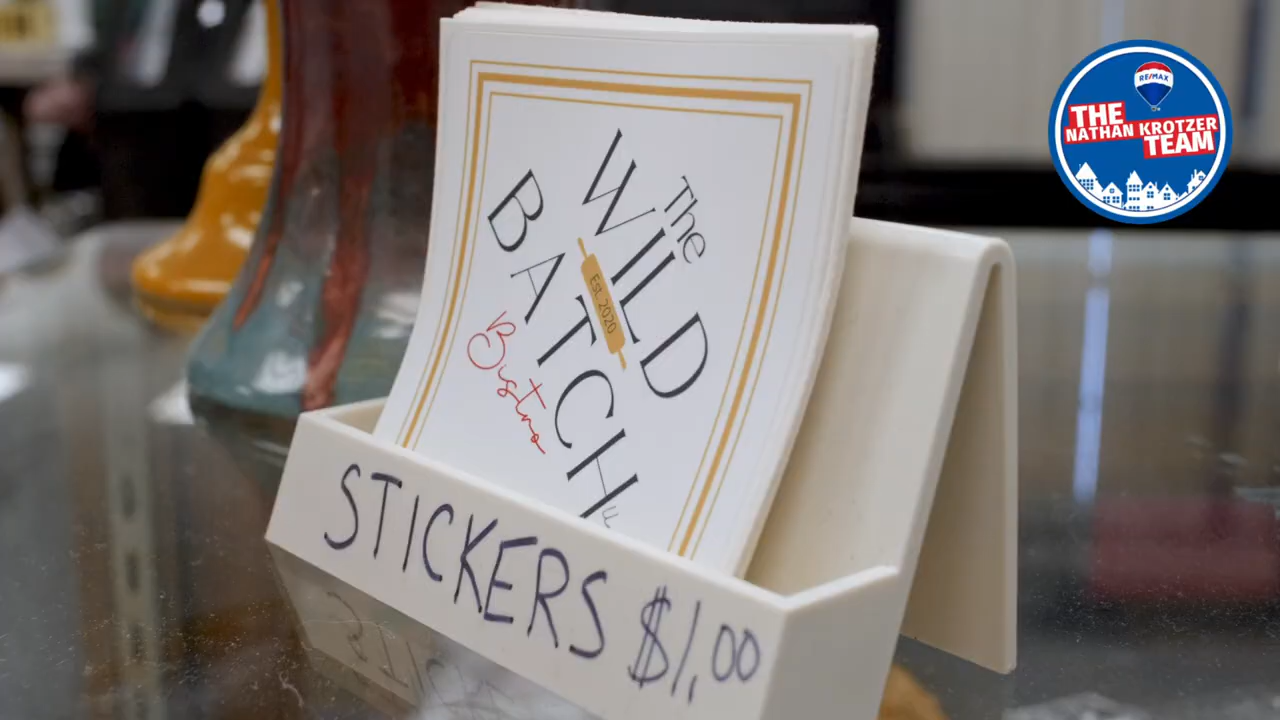 The
WILD
BATCH
Est. 2020
Bistro
STICKERS $1.00
RE/MAX
THE
NATHAN KROTZER
TEAM